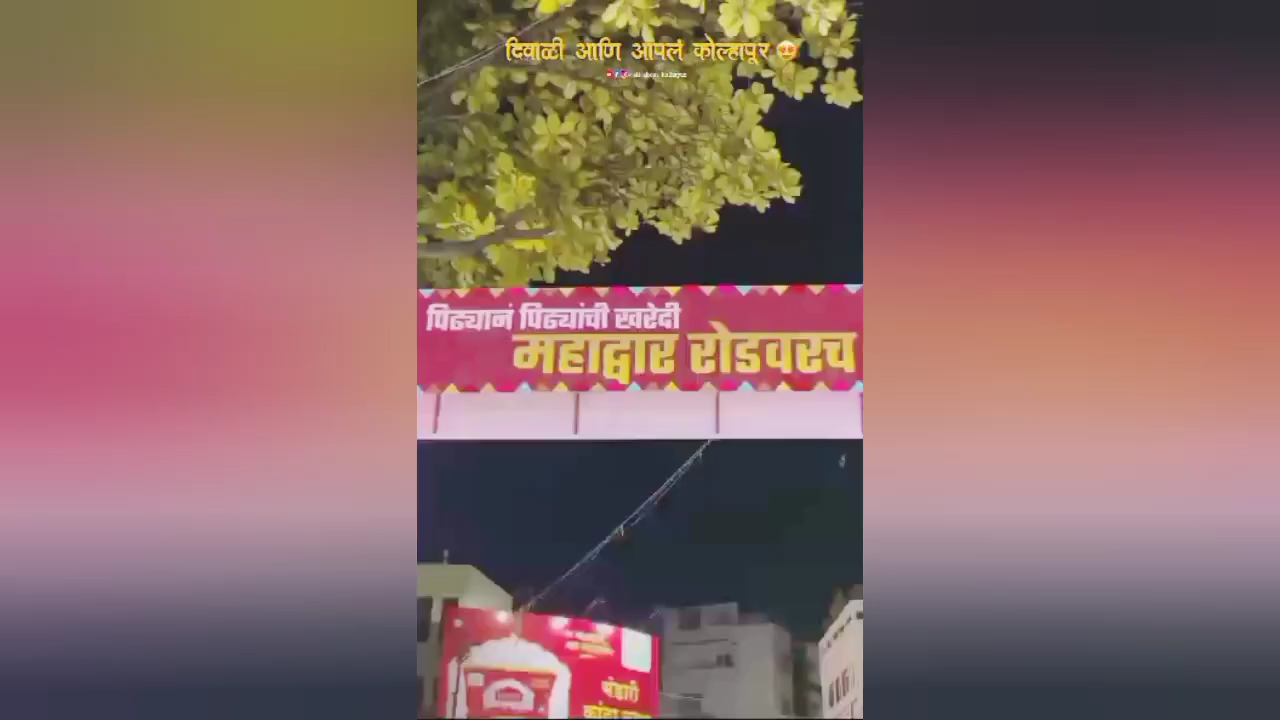 दिवाळी आणि आपलं कोल्हापूर 😍
पिढ्यानं पिढ्यांची खरेदी
महाद्वार रोडवरच